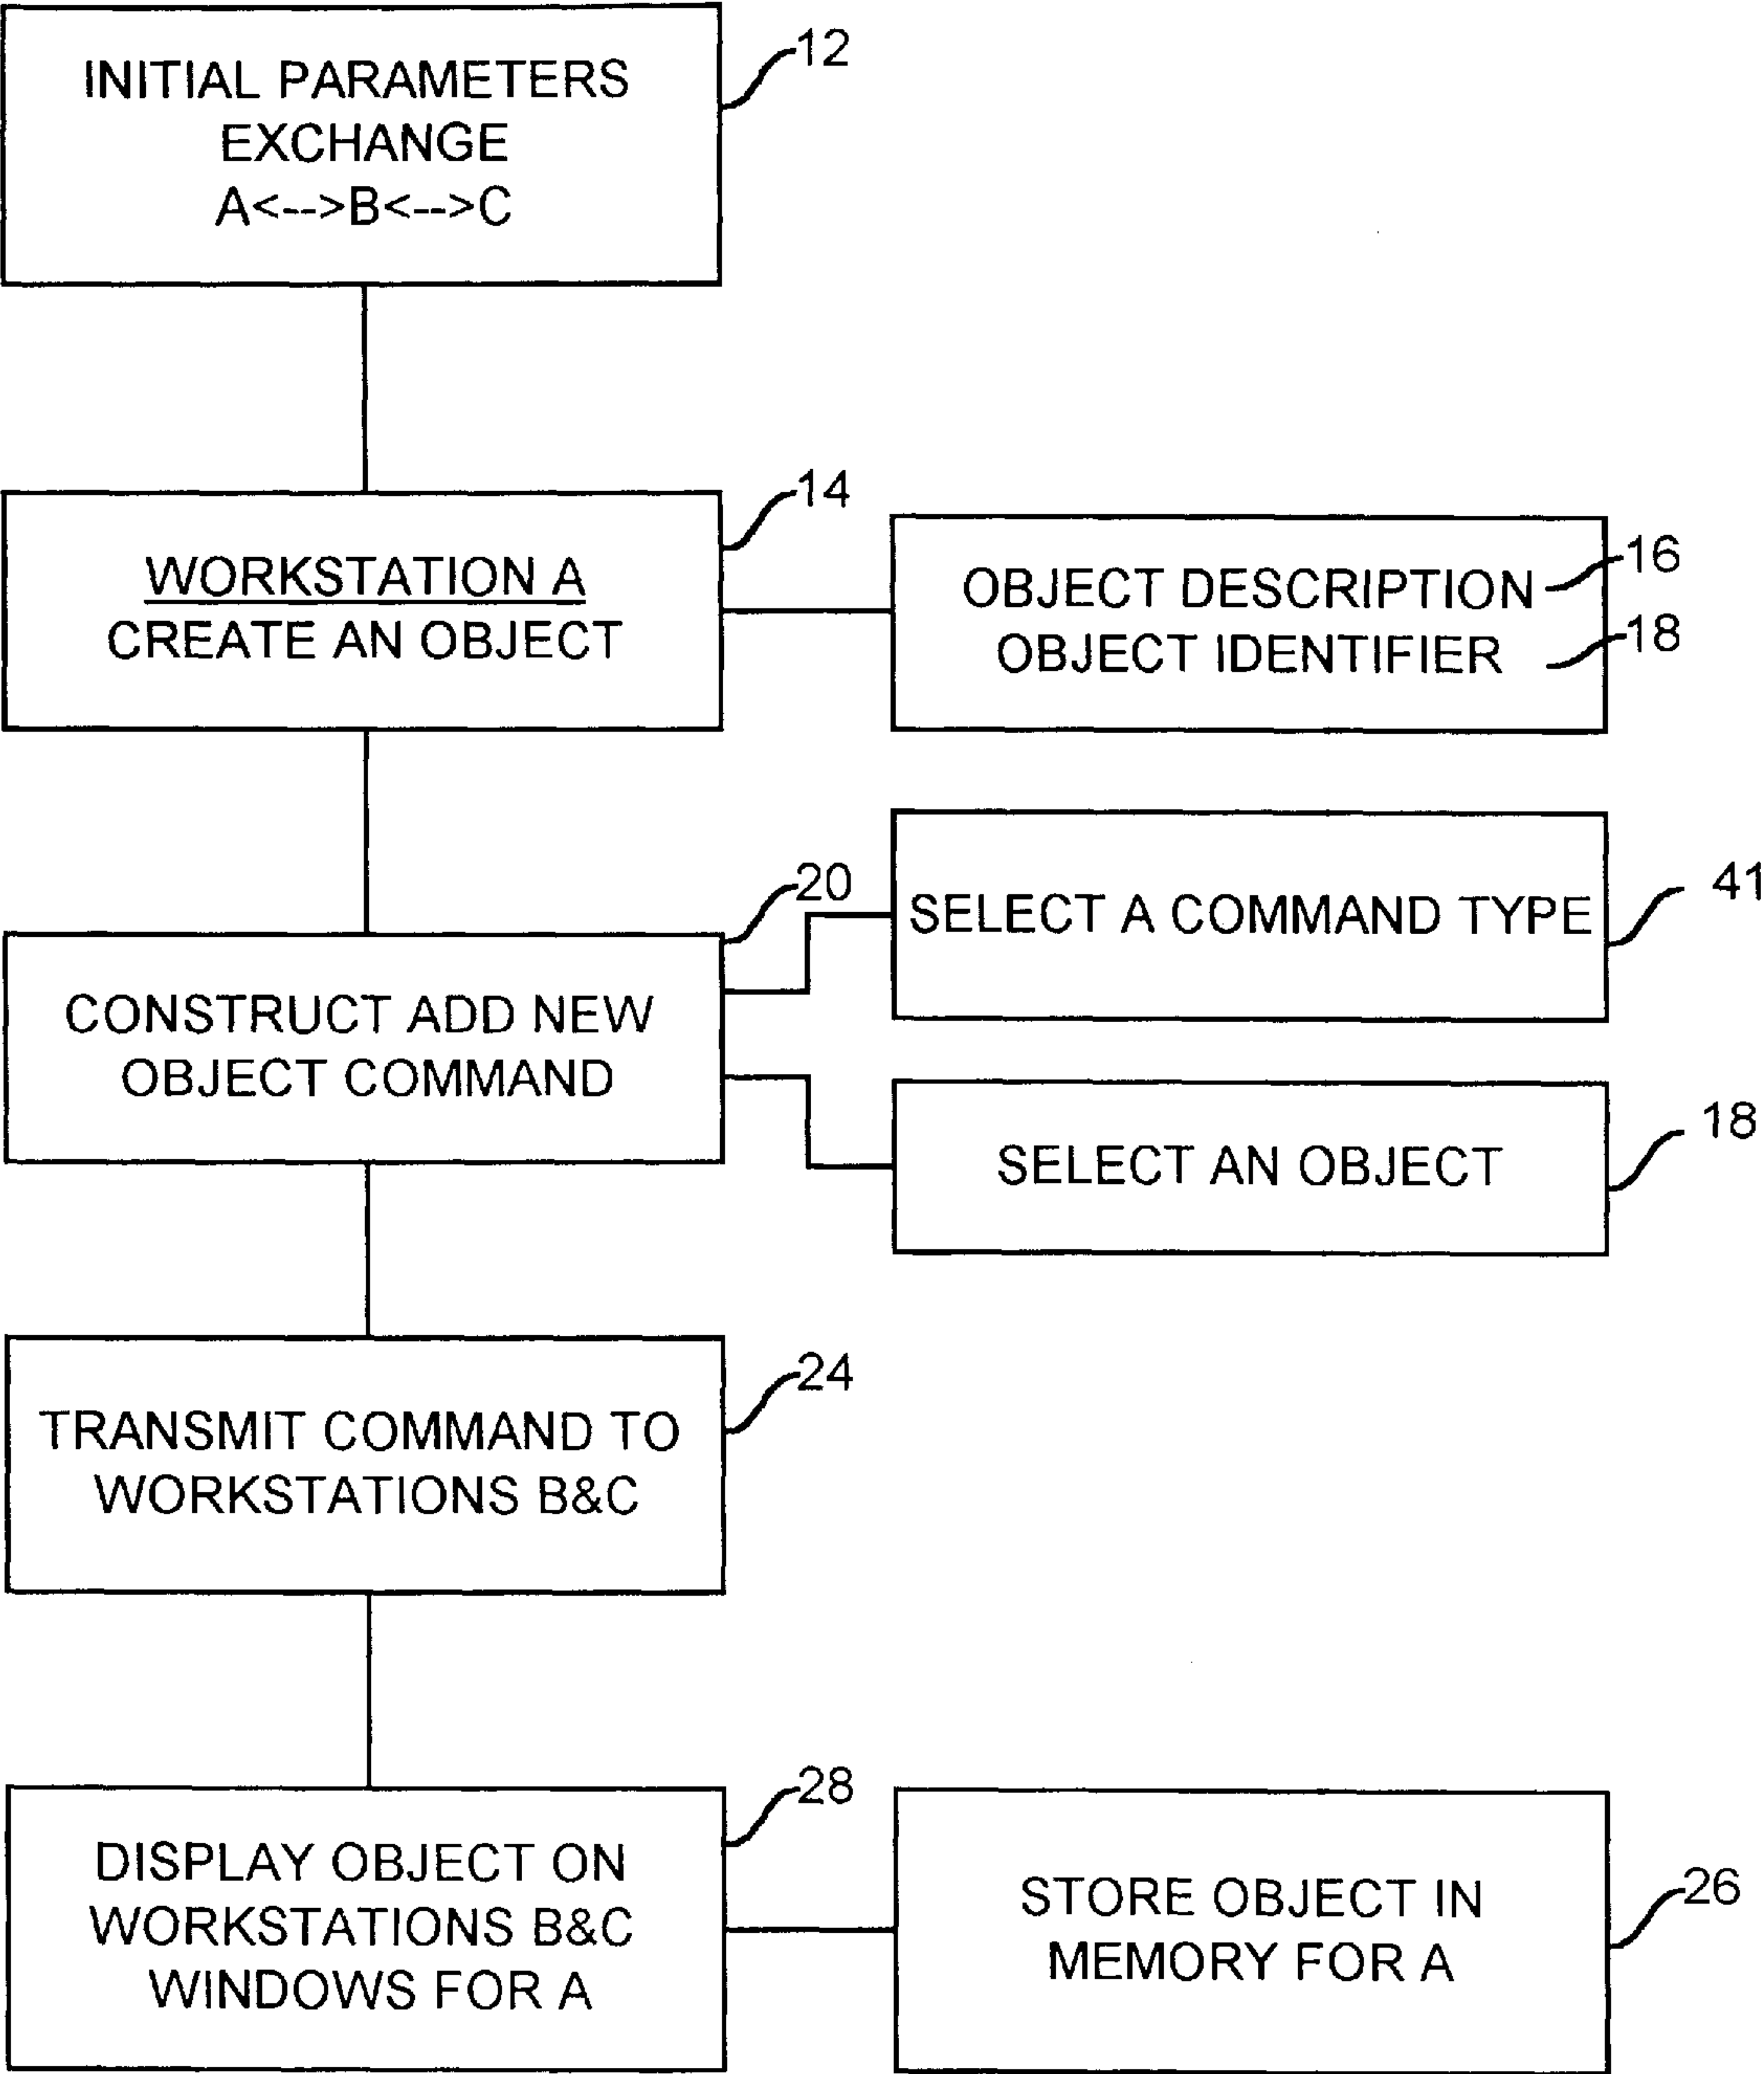 INITIAL PARAMETERS
EXCHANGE
A<-->B<-->C
12
WORKSTATION A
CREATE AN OBJECT
14
OBJECT DESCRIPTION
16
OBJECT IDENTIFIER
18
CONSTRUCT ADD NEW
OBJECT COMMAND
20
SELECT A COMMAND TYPE
41
SELECT AN OBJECT
18
TRANSMIT COMMAND TO
WORKSTATIONS B&C
24
DISPLAY OBJECT ON
WORKSTATIONS B&C
WINDOWS FOR A
28
STORE OBJECT IN
MEMORY FOR A
26